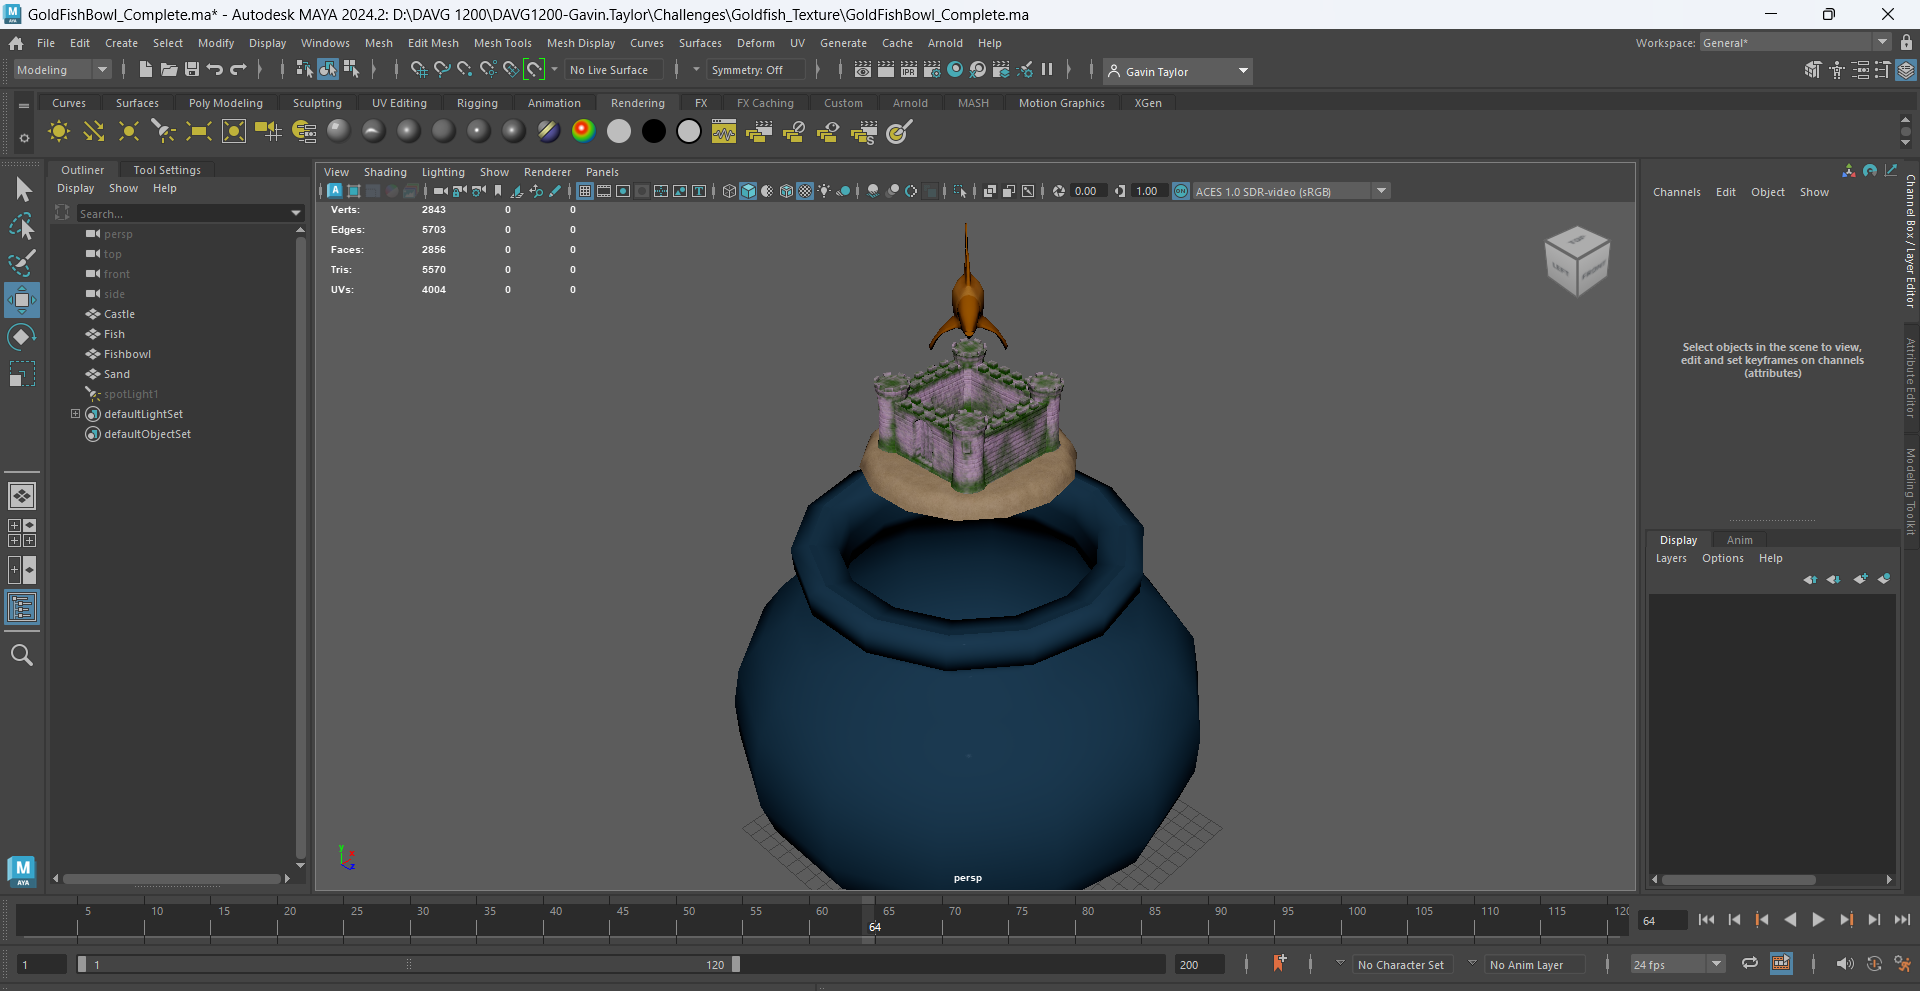 GoldFishBowl_Complete.ma* - Autodesk MAYA 2024.2: D:\DAVG 1200\DAVG1200-Gavin.Taylor\Challenges\Goldfish_Texture\GoldFishBowl_Complete.ma
File Edit Create Select Modify Display Windows Mesh Edit Mesh Mesh Tools Mesh Display Curves Surfaces Deform UV Generate Cache Arnold Help Workspace: General*
Modeling No Live Surface Symmetry: Off IPR Gavin Taylor
Curves Surfaces Poly Modeling Sculpting UV Editing Rigging Animation Rendering FX FX Caching Custom Arnold MASH Motion Graphics XGen
Outliner Tool Settings
Display Show Help
Search...
persp
top
front
side
Castle
Fish
Fishbowl
Sand
spotLight1
defaultLightSet
defaultObjectSet
View Shading Lighting Show Renderer Panels
0.00 1.00 ON ACES 1.0 SDR-video (sRGB)
Verts: 2843 0 0
Edges: 5703 0 0
Faces: 2856 0 0
Tris: 5570 0 0
UVs: 4004 0 0
TOP
LEFT FRONT
y
x
z
persp
Channels Edit Object Show
Select objects in the scene to view,
edit and set keyframes on channels
(attributes)
Channel Box / Layer Editor
Attribute Editor
Modeling Toolkit
Display Anim
Layers Options Help
M
AYA
5 10 15 20 25 30 35 40 45 50 55 60 65 70 75 80 85 90 95 100 105 110 115 120
64 64
1 1 120 200 No Character Set No Anim Layer 24 fps